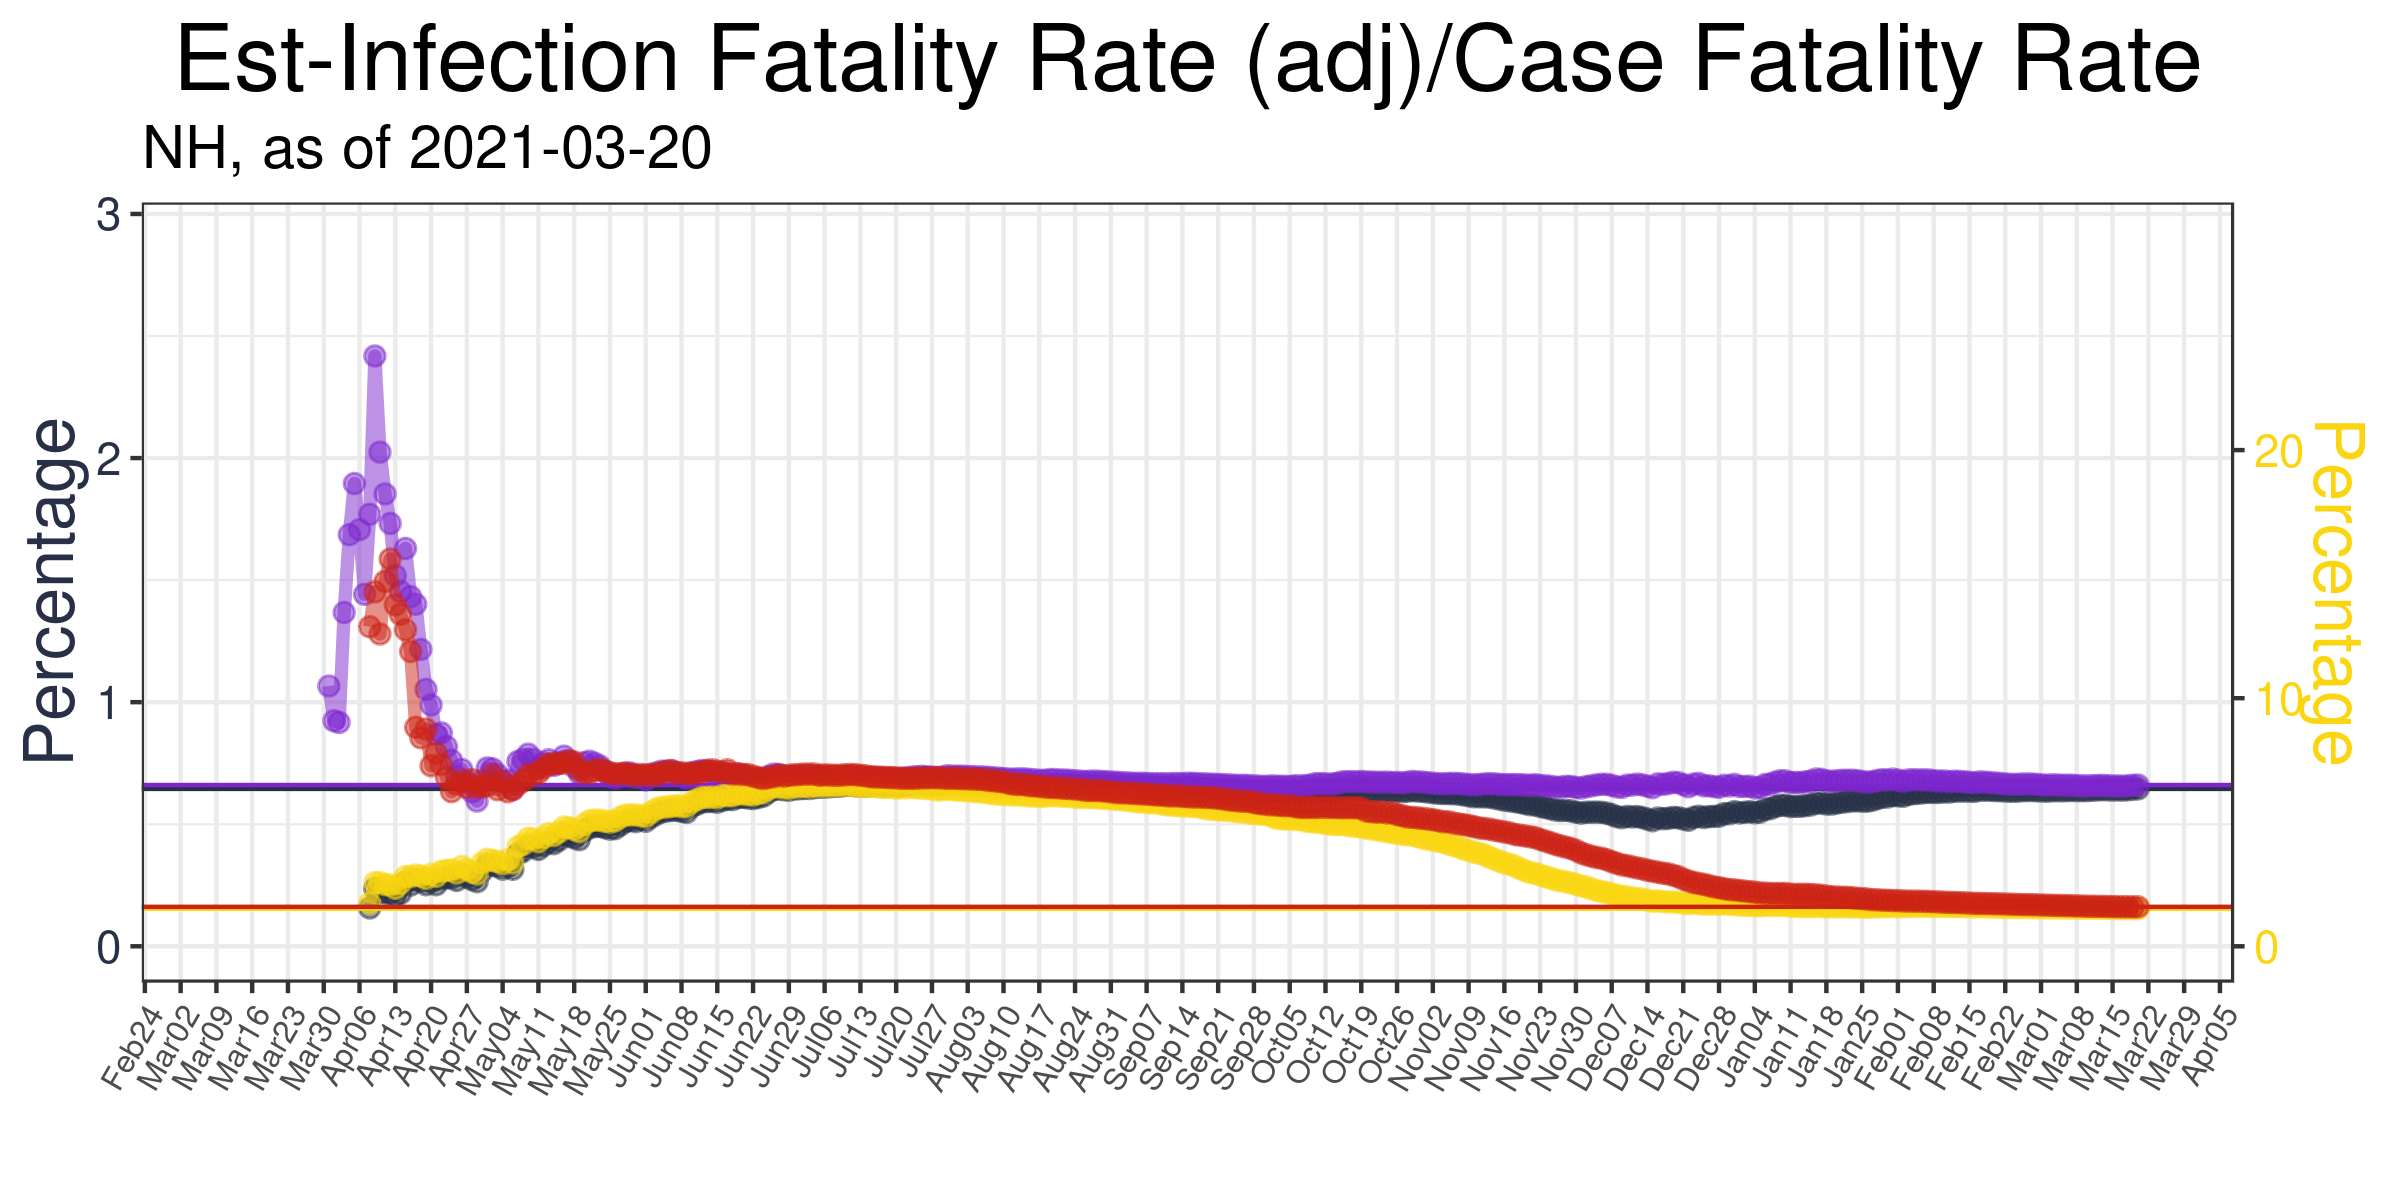 Est-Infection Fatality Rate (adj)/Case Fatality Rate
NH, as of 2021-03-20
Percentage
3
2
1
0
Percentage
20
10
0
Feb24
Mar02
Mar09
Mar16
Mar23
Mar30
Apr06
Apr13
Apr20
Apr27
May04
May11
May18
May25
Jun01
Jun08
Jun15
Jun22
Jun29
Jul06
Jul13
Jul20
Jul27
Aug03
Aug10
Aug17
Aug24
Aug31
Sep07
Sep14
Sep21
Sep28
Oct05
Oct12
Oct19
Oct26
Nov02
Nov09
Nov16
Nov23
Nov30
Dec07
Dec14
Dec21
Dec28
Jan04
Jan11
Jan18
Jan25
Feb01
Feb08
Feb15
Feb22
Mar01
Mar08
Mar15
Mar22
Mar29
Apr05